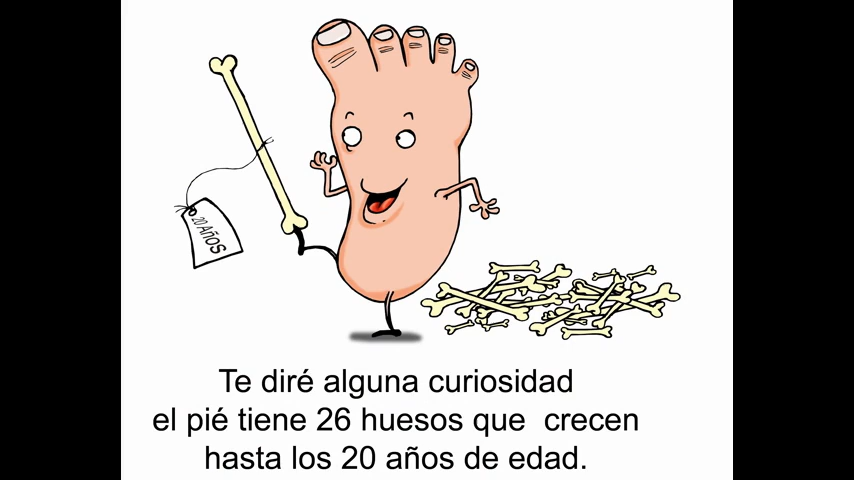 20 AÑOS
Te diré alguna curiosidad
el pié tiene 26 huesos que crecen
hasta los 20 años de edad.